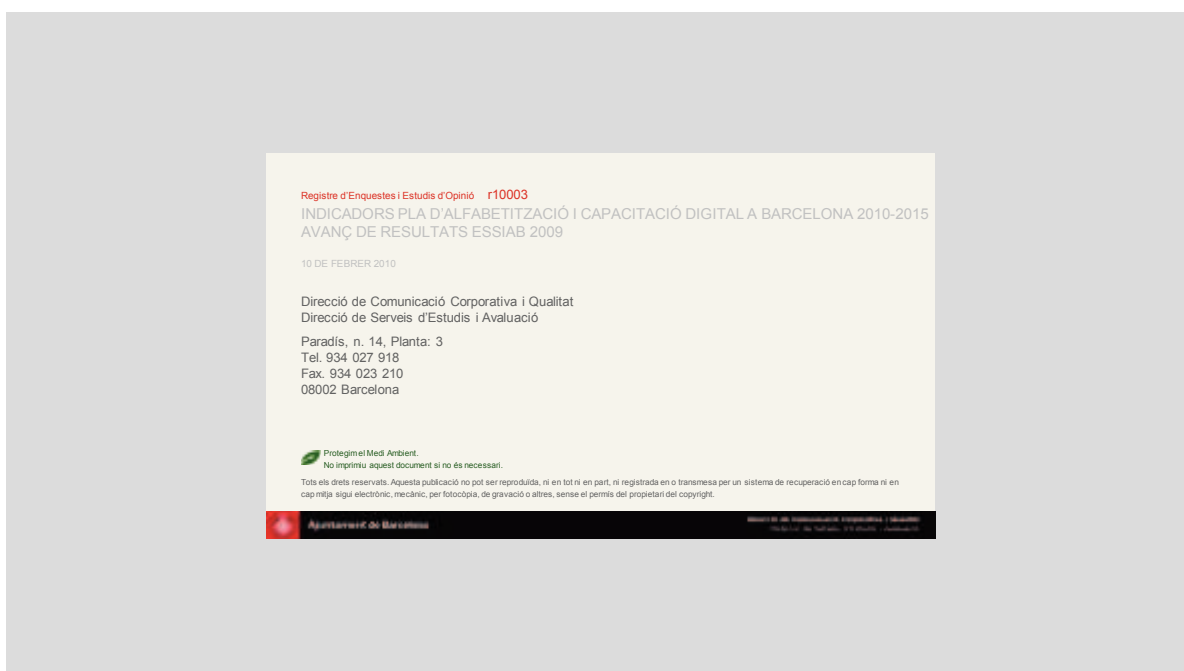 Registre d'Enquestes i Estudis d'Opinió r10003
INDICADORS PLA D'ALFABETITZACIÓ I CAPACITACIÓ DIGITAL A BARCELONA 2010-2015
AVANÇ DE RESULTATS ESSIAB 2009
10 DE FEBRER 2010
Direcció de Comunicació Corporativa i Qualitat
Direcció de Serveis d'Estudis i Avaluació
Paradís, n. 14, Planta: 3
Tel. 934 027 918
Fax. 934 023 210
08002 Barcelona
Protegim el Medi Ambient.
No imprimiu aquest document si no és necessari.
Tots els drets reservats. Aquesta publicació no pot ser reproduïda, ni en tot ni en part, ni registrada en o transmesa per un sistema de recuperació en cap forma ni en
cap mitja sigui electrònic, mecànic, per fotocòpia, de gravació o altres, sense el permís del propietari del copyright.
Ajuntament de Barcelona